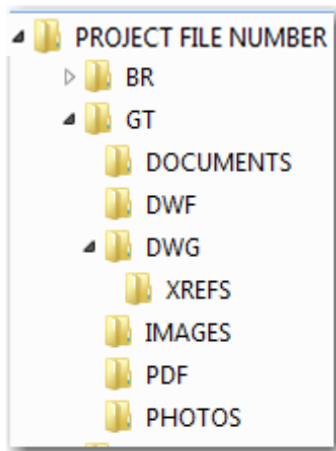 PROJECT FILE NUMBER
BR
GT
DOCUMENTS
DWF
DWG
XREFS
IMAGES
PDF
PHOTOS